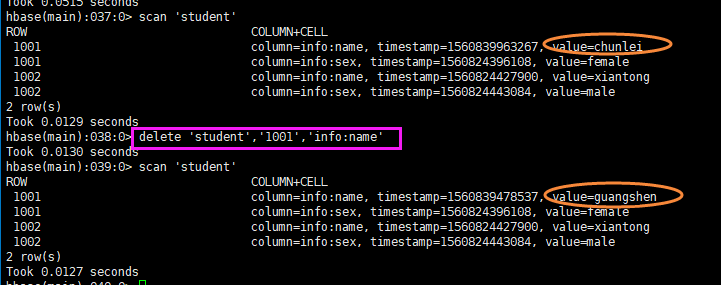 Took 0.0515 seconds
hbase(main):037:0> scan 'student'
ROW COLUMN+CELL
1001 column=info:name, timestamp=1560839963267, value=chunlei
1001 column=info:sex, timestamp=1560824396108, value=female
1002 column=info:name, timestamp=1560824427900, value=xiantong
1002 column=info:sex, timestamp=1560824443084, value=male
2 row(s)
Took 0.0129 seconds
hbase(main):038:0> delete 'student','1001','info:name'
Took 0.0130 seconds
hbase(main):039:0> scan 'student'
ROW COLUMN+CELL
1001 column=info:name, timestamp=1560839478537, value=guangshen
1001 column=info:sex, timestamp=1560824396108, value=female
1002 column=info:name, timestamp=1560824427900, value=xiantong
1002 column=info:sex, timestamp=1560824443084, value=male
2 row(s)
Took 0.0127 seconds
hbase(main):040:0>